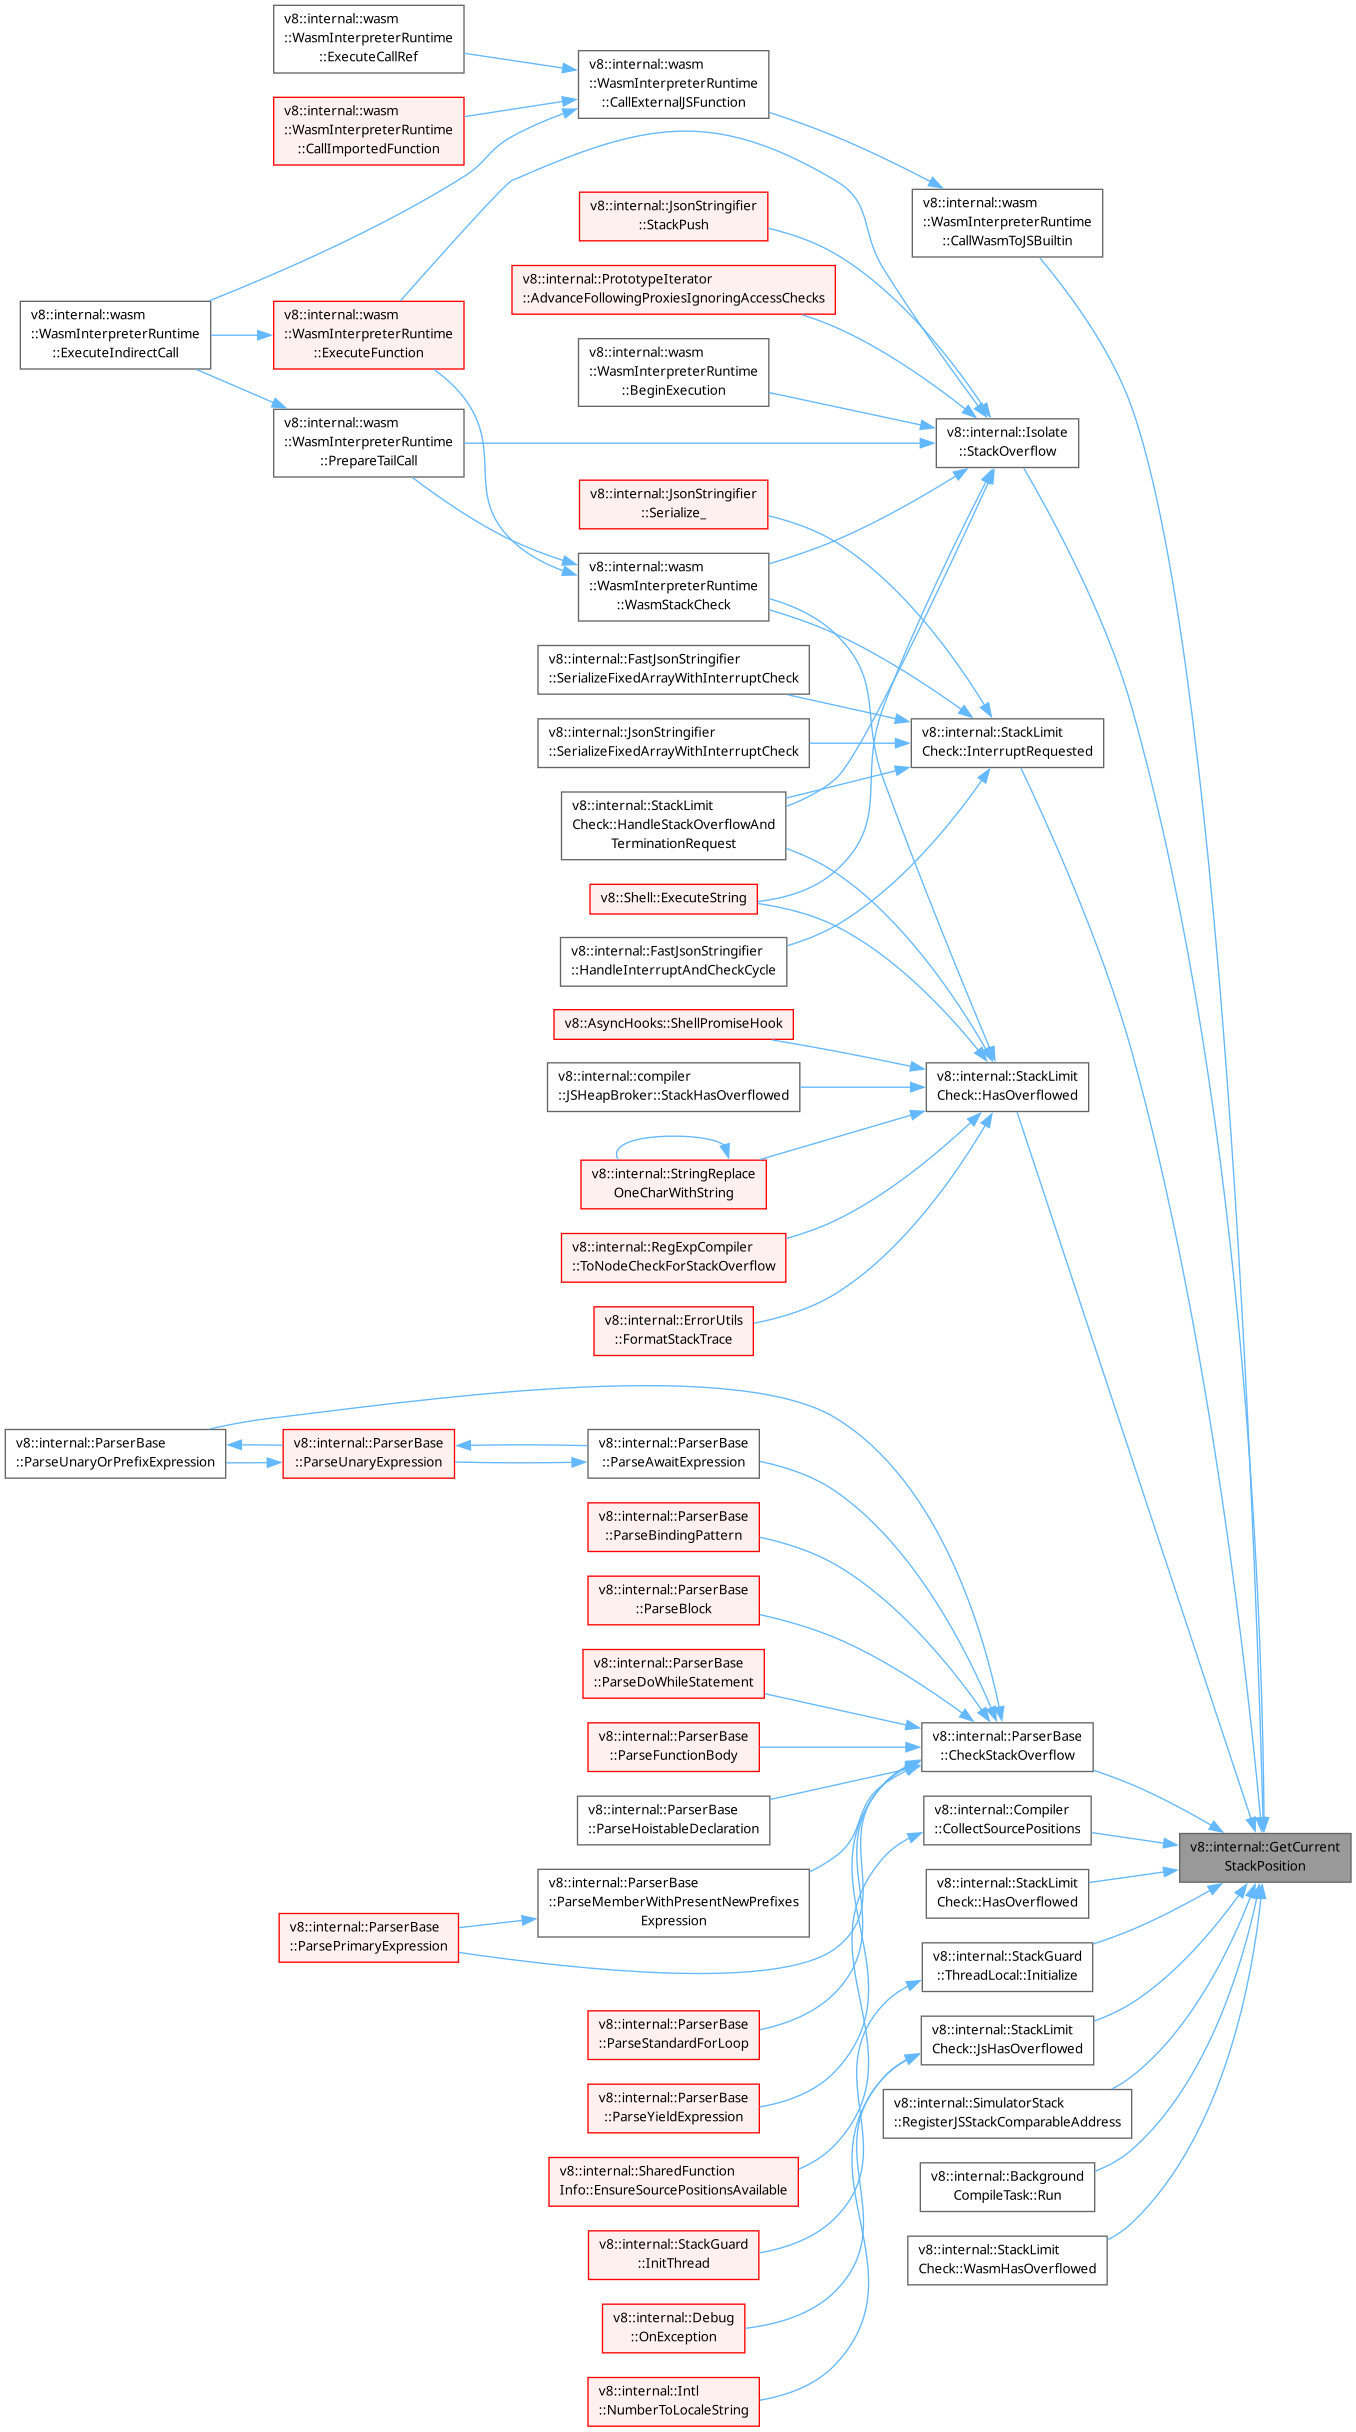 v8::internal::wasm
::WasmInterpreterRuntime
::ExecuteCallRef
v8::internal::wasm
::WasmInterpreterRuntime
::CallExternalJSFunction
v8::internal::wasm
::WasmInterpreterRuntime
::CallImportedFunction
v8::internal::JsonStringifier
::StackPush
v8::internal::wasm
::WasmInterpreterRuntime
::CallWasmToJSBuiltin
v8::internal::PrototypeIterator
::AdvanceFollowingProxiesIgnoringAccessChecks
v8::internal::wasm
::WasmInterpreterRuntime
::ExecuteIndirectCall
v8::internal::wasm
::WasmInterpreterRuntime
::ExecuteFunction
v8::internal::wasm
::WasmInterpreterRuntime
::BeginExecution
v8::internal::wasm
::WasmInterpreterRuntime
::PrepareTailCall
v8::internal::Isolate
::StackOverflow
v8::internal::JsonStringifier
::Serialize_
v8::internal::wasm
::WasmInterpreterRuntime
::WasmStackCheck
v8::internal::FastJsonStringifier
::SerializeFixedArrayWithInterruptCheck
v8::internal::JsonStringifier
::SerializeFixedArrayWithInterruptCheck
v8::internal::StackLimit
Check::InterruptRequested
v8::internal::StackLimit
Check::HandleStackOverflowAnd
TerminationRequest
v8::Shell::ExecuteString
v8::internal::FastJsonStringifier
::HandleInterruptAndCheckCycle
v8::AsyncHooks::ShellPromiseHook
v8::internal::compiler
::JSHeapBroker::StackHasOverflowed
v8::internal::StackLimit
Check::HasOverflowed
v8::internal::StringReplace
OneCharWithString
v8::internal::RegExpCompiler
::ToNodeCheckForStackOverflow
v8::internal::ErrorUtils
::FormatStackTrace
v8::internal::ParserBase
::ParseUnaryOrPrefixExpression
v8::internal::ParserBase
::ParseUnaryExpression
v8::internal::ParserBase
::ParseAwaitExpression
v8::internal::ParserBase
::ParseBindingPattern
v8::internal::ParserBase
::ParseBlock
v8::internal::ParserBase
::ParseDoWhileStatement
v8::internal::ParserBase
::ParseFunctionBody
v8::internal::ParserBase
::CheckStackOverflow
v8::internal::ParserBase
::ParseHoistableDeclaration
v8::internal::Compiler
::CollectSourcePositions
v8::internal::GetCurrent
StackPosition
v8::internal::ParserBase
::ParseMemberWithPresentNewPrefixes
Expression
v8::internal::StackLimit
Check::HasOverflowed
v8::internal::ParserBase
::ParsePrimaryExpression
v8::internal::StackGuard
::ThreadLocal::Initialize
v8::internal::ParserBase
::ParseStandardForLoop
v8::internal::StackLimit
Check::JsHasOverflowed
v8::internal::ParserBase
::ParseYieldExpression
v8::internal::SimulatorStack
::RegisterJSStackComparableAddress
v8::internal::SharedFunction
Info::EnsureSourcePositionsAvailable
v8::internal::Background
CompileTask::Run
v8::internal::StackGuard
::InitThread
v8::internal::StackLimit
Check::WasmHasOverflowed
v8::internal::Debug
::OnException
v8::internal::Intl
::NumberToLocaleString